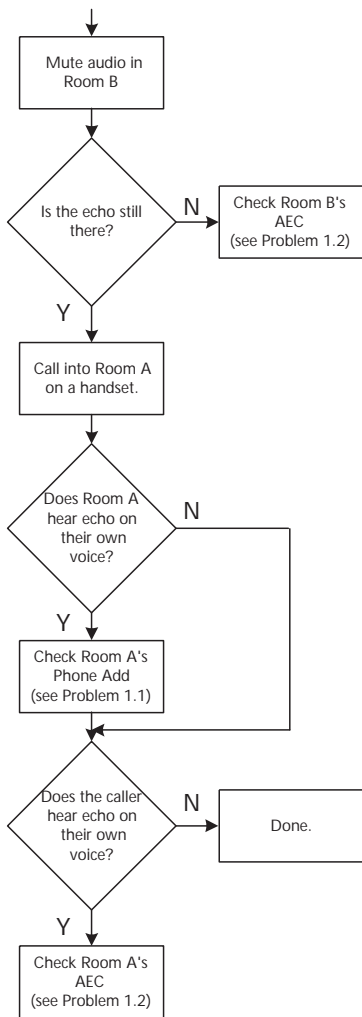 Mute audio in
Room B
Is the echo still
there?
N
Check Room B's
AEC
(see Problem 1.2)
Y
Call into Room A
on a handset.
Does Room A
hear echo on
their own
voice?
N
Y
Check Room A's
Phone Add
(see Problem 1.1)
Does the caller
hear echo on
their own
voice?
N
Done.
Y
Check Room A's
AEC
(see Problem 1.2)